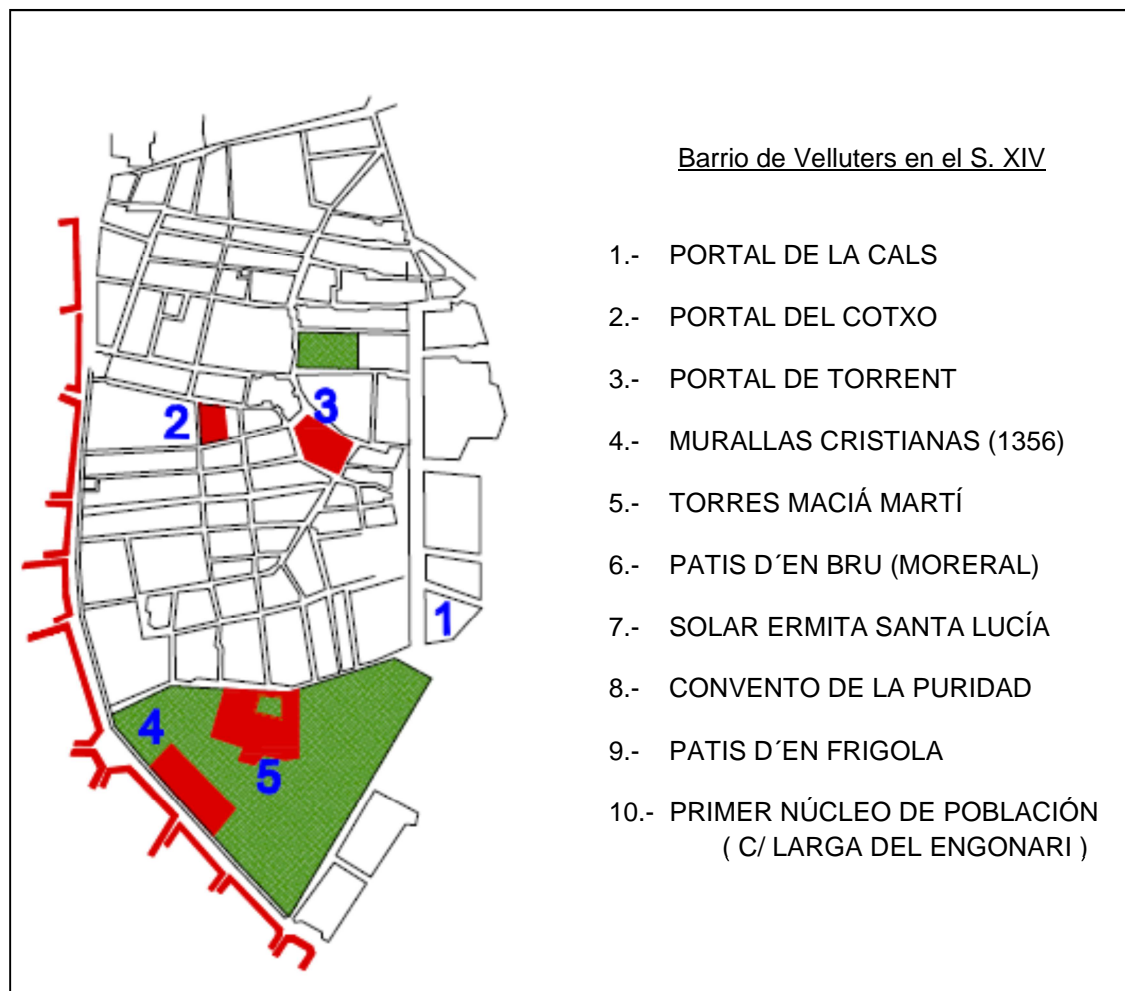 Barrio de Velluters en el S. XIV
1.- PORTAL DE LA CALS
2.- PORTAL DEL COTXO
3.- PORTAL DE TORRENT
4.- MURALLAS CRISTIANAS (1356)
5.- TORRES MACIÁ MARTÍ
6.- PATIS D´EN BRU (MORERAL)
7.- SOLAR ERMITA SANTA LUCÍA
8.- CONVENTO DE LA PURIDAD
9.- PATIS D´EN FRIGOLA
10.- PRIMER NÚCLEO DE POBLACIÓN
( C/ LARGA DEL ENGONARI )
2
3
1
4
5